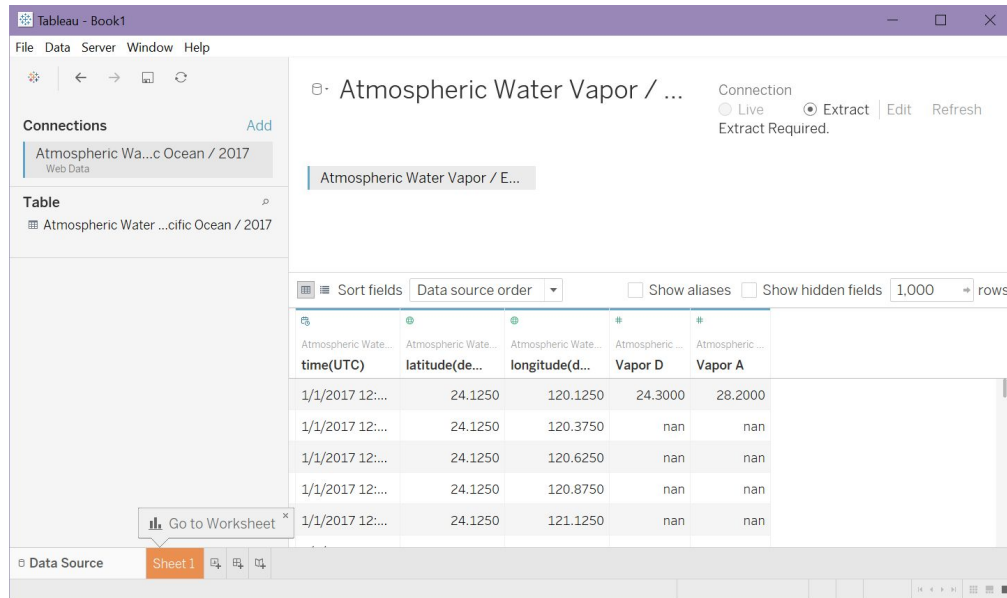 Tableau - Book1
File Data Server Window Help
Connections Add
Atmospheric Wa...c Ocean / 2017
Web Data
Table
Atmospheric Water ...cific Ocean / 2017
Atmospheric Water Vapor / ...
Connection
Live Extract Edit Refresh
Extract Required.
Atmospheric Water Vapor / E...
Sort fields Data source order Show aliases Show hidden fields 1,000 rows
Atmospheric Wate... Atmospheric Wate... Atmospheric Wate... Atmospheric ... Atmospheric ...
time(UTC) latitude(de... longitude(d... Vapor D Vapor A
1/1/2017 12:... 24.1250 120.1250 24.3000 28.2000
1/1/2017 12:... 24.1250 120.3750 nan nan
1/1/2017 12:... 24.1250 120.6250 nan nan
1/1/2017 12:... 24.1250 120.8750 nan nan
1/1/2017 12:... 24.1250 121.1250 nan nan
Go to Worksheet
Data Source Sheet 1